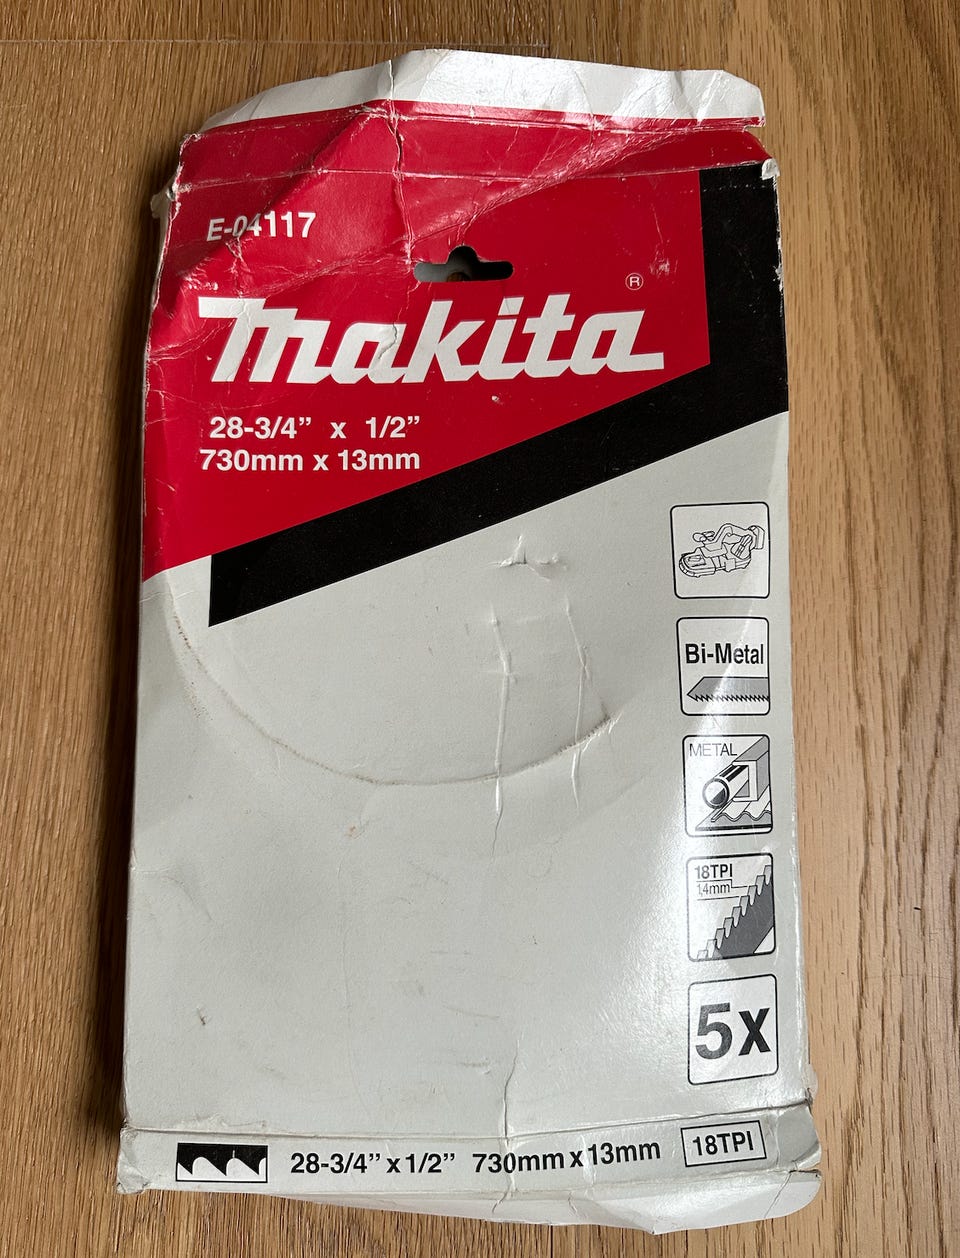 E-04117
makita®
28-3/4” x 1/2”
730mm x 13mm
Bi-Metal
METAL
18TPI
1,4mm
5x
28-3/4” x 1/2” 730mm x 13mm 18TPI